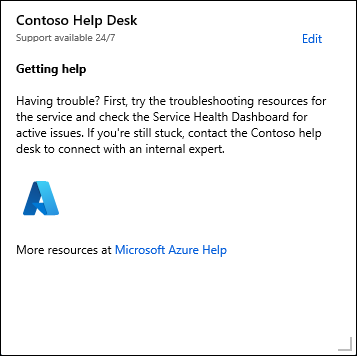 Contoso Help Desk
Support available 24/7
Edit
Getting help
Having trouble? First, try the troubleshooting resources for
the service and check the Service Health Dashboard for
active issues. If you're still stuck, contact the Contoso help
desk to connect with an internal expert.
More resources at Microsoft Azure Help